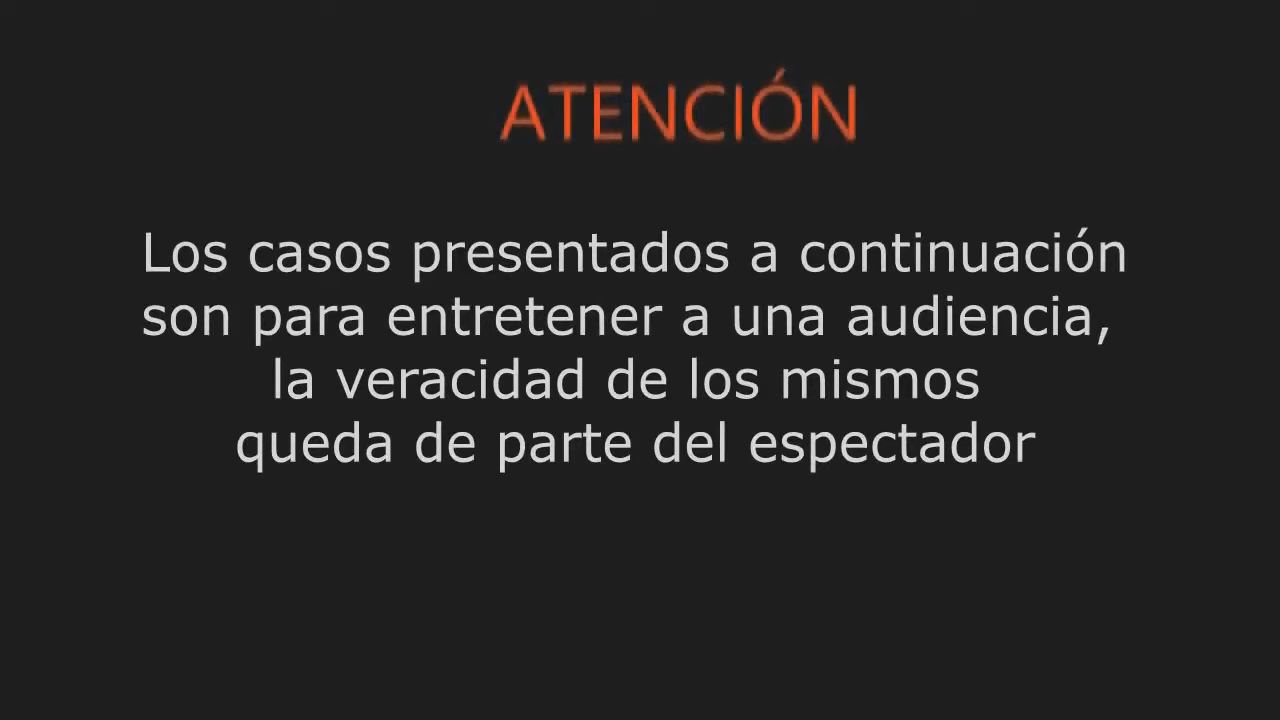 ATENCIÓN
Los casos presentados a continuación
son para entretener a una audiencia,
la veracidad de los mismos
queda de parte del espectador